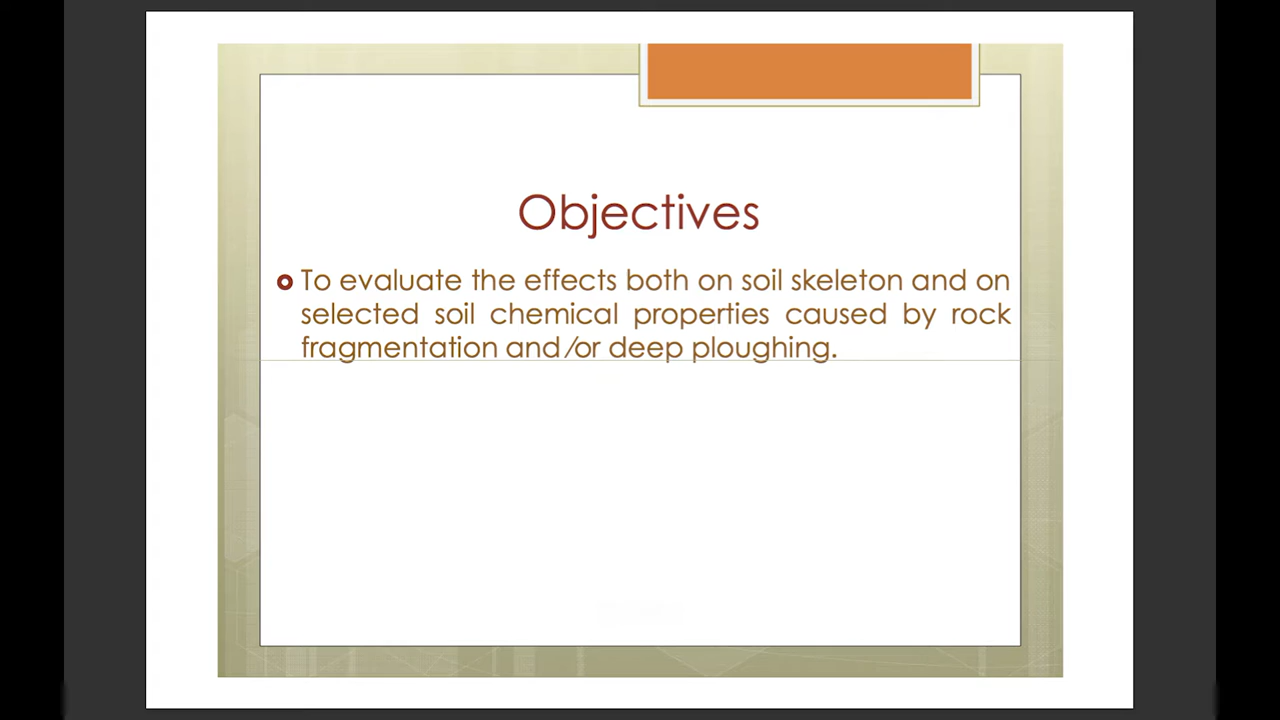 Objectives
To evaluate the effects both on soil skeleton and on
selected soil chemical properties caused by rock
fragmentation and/or deep ploughing.